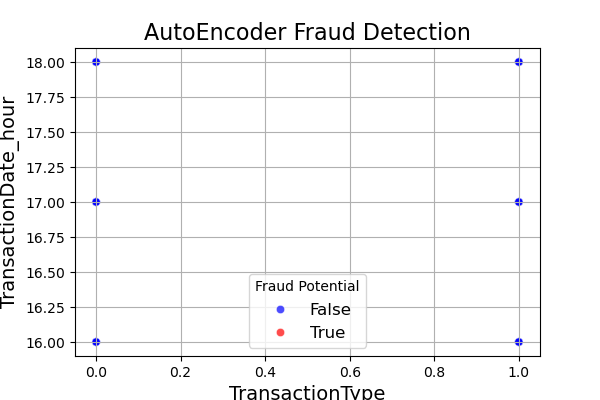 AutoEncoder Fraud Detection
TransactionDate_hour
18.00
17.75
17.50
17.25
17.00
16.75
16.50
16.25
16.00
Fraud Potential
False
True
0.0 0.2 0.4 0.6 0.8 1.0
TransactionType